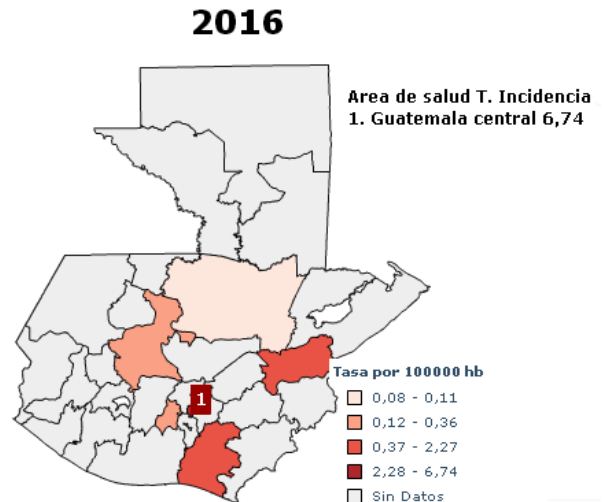 2016
Area de salud T. Incidencia
1. Guatemala central 6,74
1
Tasa por 100000 hb
0,08 - 0,11
0,12 - 0,36
0,37 - 2,27
2,28 - 6,74
Sin Datos